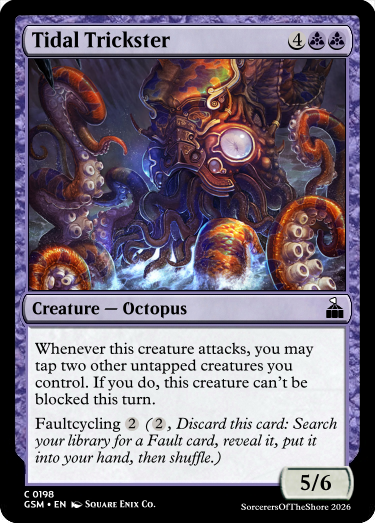 Tidal Trickster 4
Creature — Octopus
Whenever this creature attacks, you may
tap two other untapped creatures you
control. If you do, this creature can't be
blocked this turn.
Faultcycling 2 (2, Discard this card: Search
your library for a Fault card, reveal it, put it
into your hand, then shuffle.)
5/6
C 0198
GSM • EN Square Enix Co.
SorcerersOfTheShore 2026